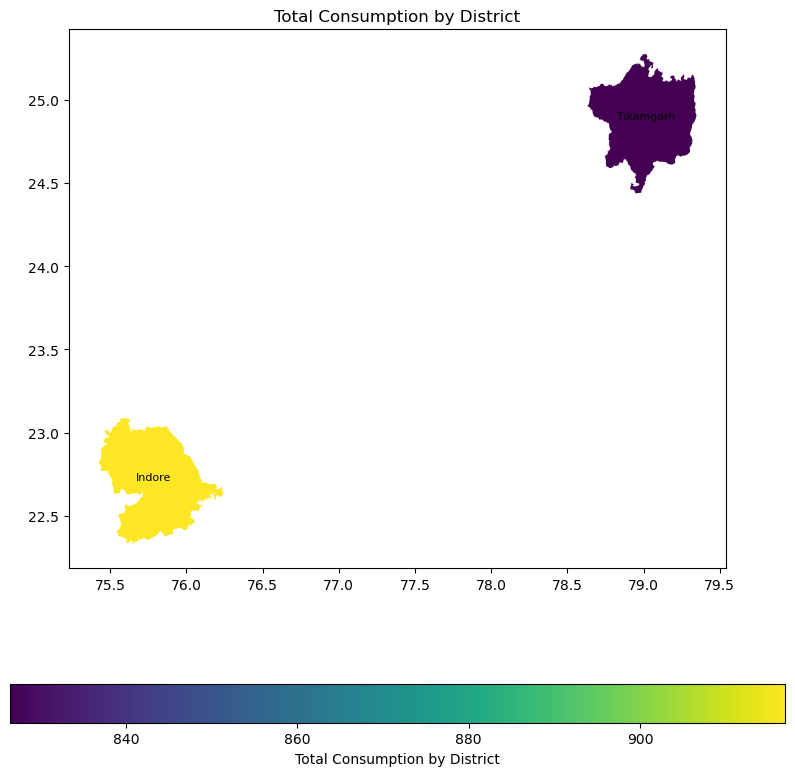 Total Consumption by District
25.0
24.5
24.0
23.5
23.0
22.5
Tikamgarh
Indore
75.5 76.0 76.5 77.0 77.5 78.0 78.5 79.0 79.5
840 860 880 900
Total Consumption by District